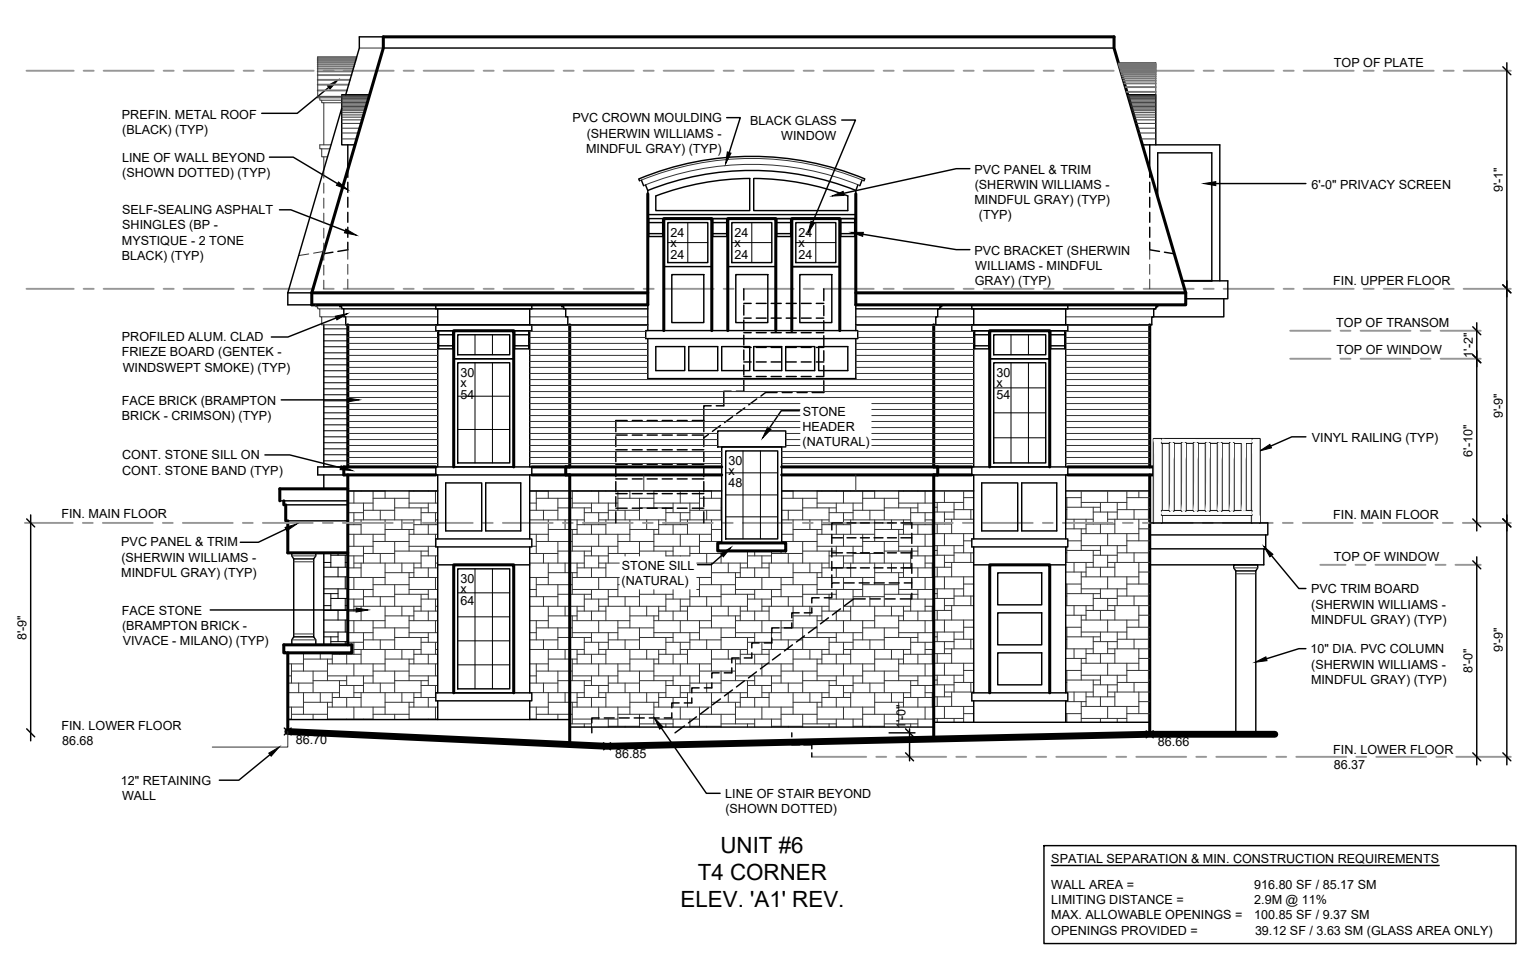 TOP OF PLATE
PREFIN. METAL ROOF
(BLACK) (TYP)
LINE OF WALL BEYOND
(SHOWN DOTTED) (TYP)
SELF-SEALING ASPHALT
SHINGLES (BP -
MYSTIQUE - 2 TONE
BLACK) (TYP)
PROFILED ALUM. CLAD
FRIEZE BOARD (GENTEK -
WINDSWEPT SMOKE) (TYP)
FACE BRICK (BRAMPTON
BRICK - CRIMSON) (TYP)
CONT. STONE SILL ON
CONT. STONE BAND (TYP)
FIN. MAIN FLOOR
PVC PANEL & TRIM
(SHERWIN WILLIAMS -
MINDFUL GRAY) (TYP)
FACE STONE
(BRAMPTON BRICK -
VIVACE - MILANO) (TYP)
8'-9"
FIN. LOWER FLOOR
86.68
86.70
12" RETAINING
WALL
PVC CROWN MOULDING
(SHERWIN WILLIAMS -
MINDFUL GRAY) (TYP)
BLACK GLASS
WINDOW
PVC PANEL & TRIM
(SHERWIN WILLIAMS -
MINDFUL GRAY) (TYP)
(TYP)
PVC BRACKET (SHERWIN
WILLIAMS - MINDFUL
GRAY) (TYP)
24
x
24
24
x
24
24
x
24
30
x
54
30
x
54
STONE
HEADER
(NATURAL)
30
x
48
STONE SILL
(NATURAL)
30
x
64
1'-0"
86.85
86.66
LINE OF STAIR BEYOND
(SHOWN DOTTED)
6'-0" PRIVACY SCREEN
9'-1"
FIN. UPPER FLOOR
TOP OF TRANSOM
1'-2"
TOP OF WINDOW
9'-9"
6'-10"
VINYL RAILING (TYP)
FIN. MAIN FLOOR
TOP OF WINDOW
PVC TRIM BOARD
(SHERWIN WILLIAMS -
MINDFUL GRAY) (TYP)
10" DIA. PVC COLUMN
(SHERWIN WILLIAMS -
MINDFUL GRAY) (TYP)
8'-0"
9'-9"
FIN. LOWER FLOOR
86.37
UNIT #6
T4 CORNER
ELEV. 'A1' REV.
SPATIAL SEPARATION & MIN. CONSTRUCTION REQUIREMENTS
WALL AREA = 916.80 SF / 85.17 SM
LIMITING DISTANCE = 2.9M @ 11%
MAX. ALLOWABLE OPENINGS = 100.85 SF / 9.37 SM
OPENINGS PROVIDED = 39.12 SF / 3.63 SM (GLASS AREA ONLY)